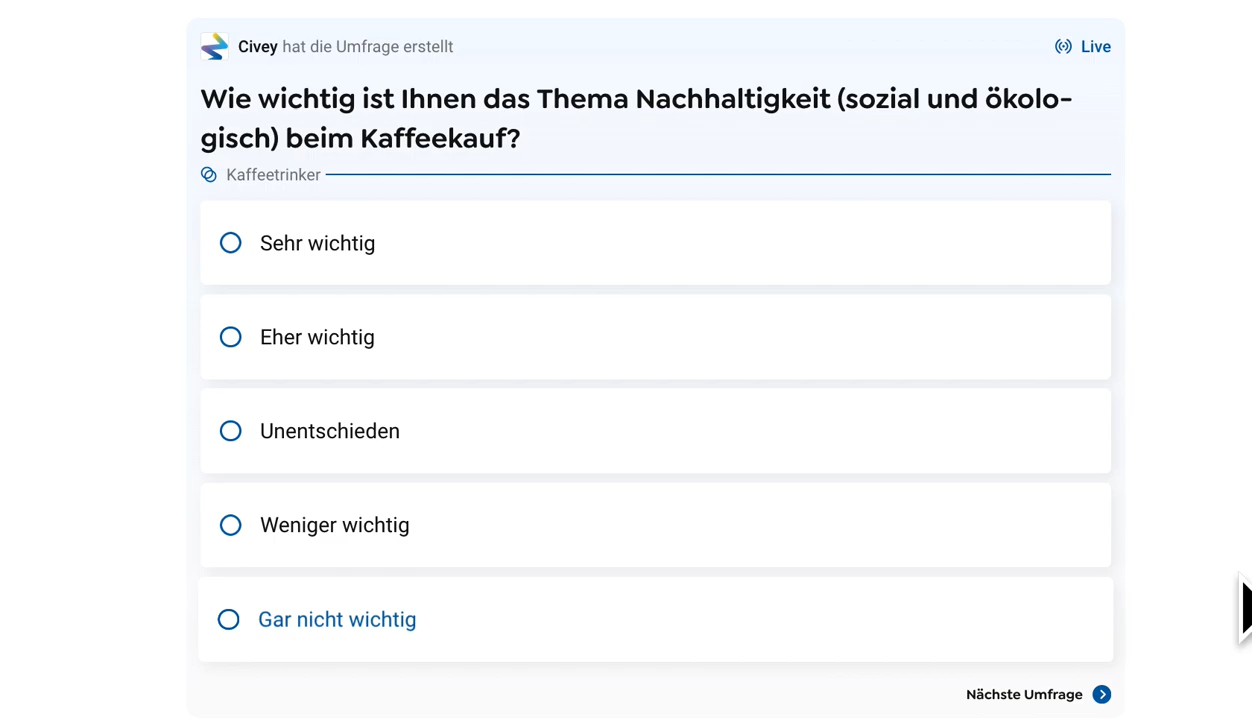 Civey hat die Umfrage erstellt
Live
Wie wichtig ist Ihnen das Thema Nachhaltigkeit (sozial und ökolo-
gisch) beim Kaffeekauf?
Kaffeetrinker
Sehr wichtig
Eher wichtig
Unentschieden
Weniger wichtig
Gar nicht wichtig
Nächste Umfrage